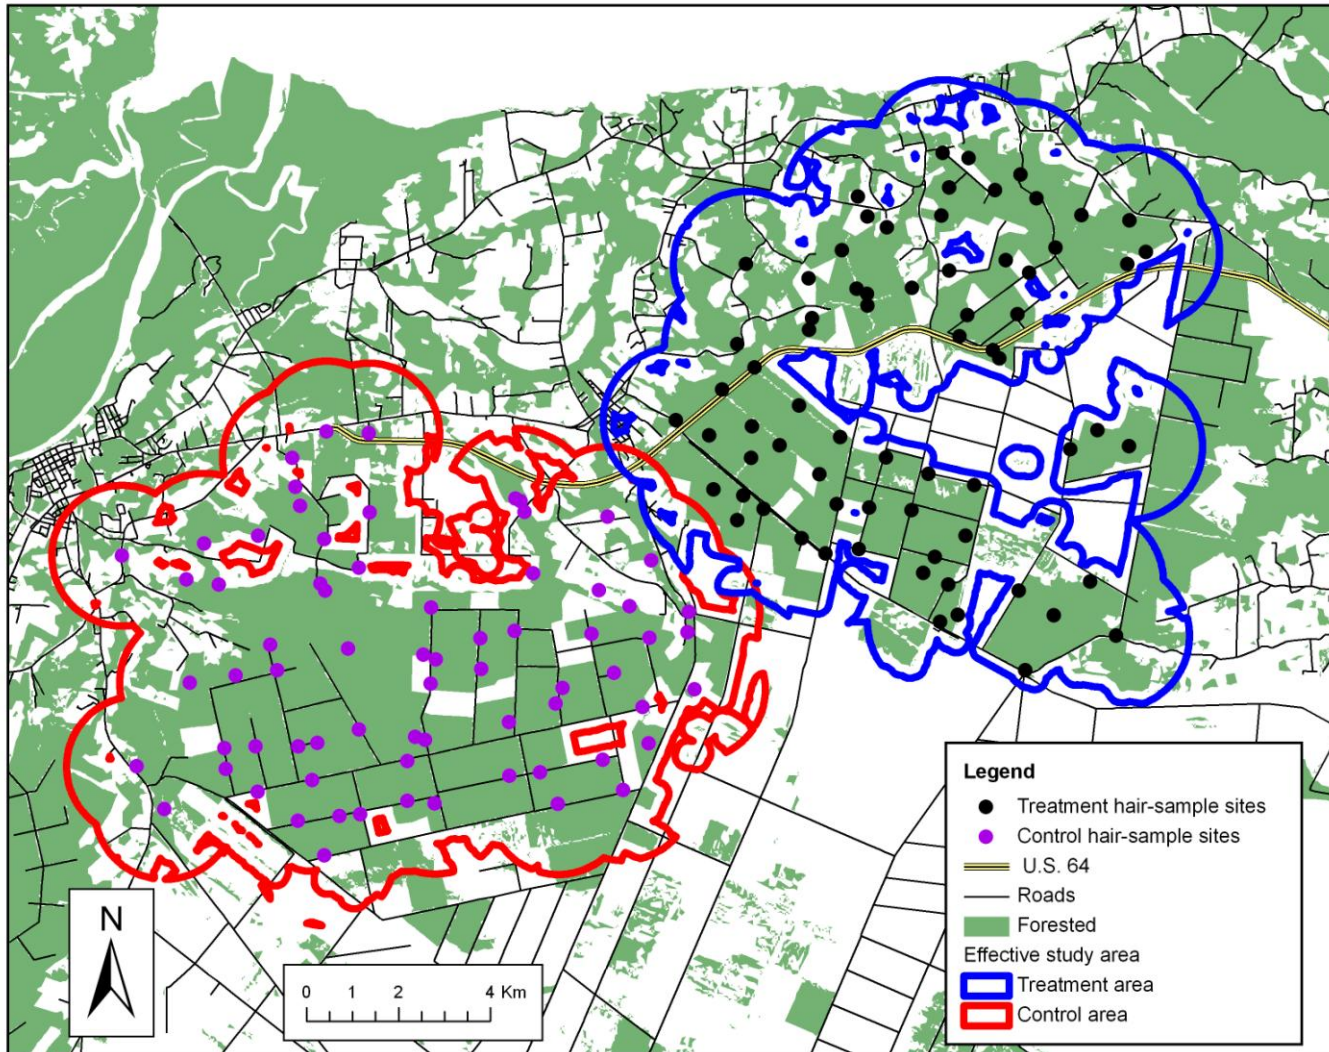 Legend
Treatment hair-sample sites
Control hair-sample sites
U.S. 64
Roads
Forested
Effective study area
Treatment area
Control area
N
0 1 2 4 Km